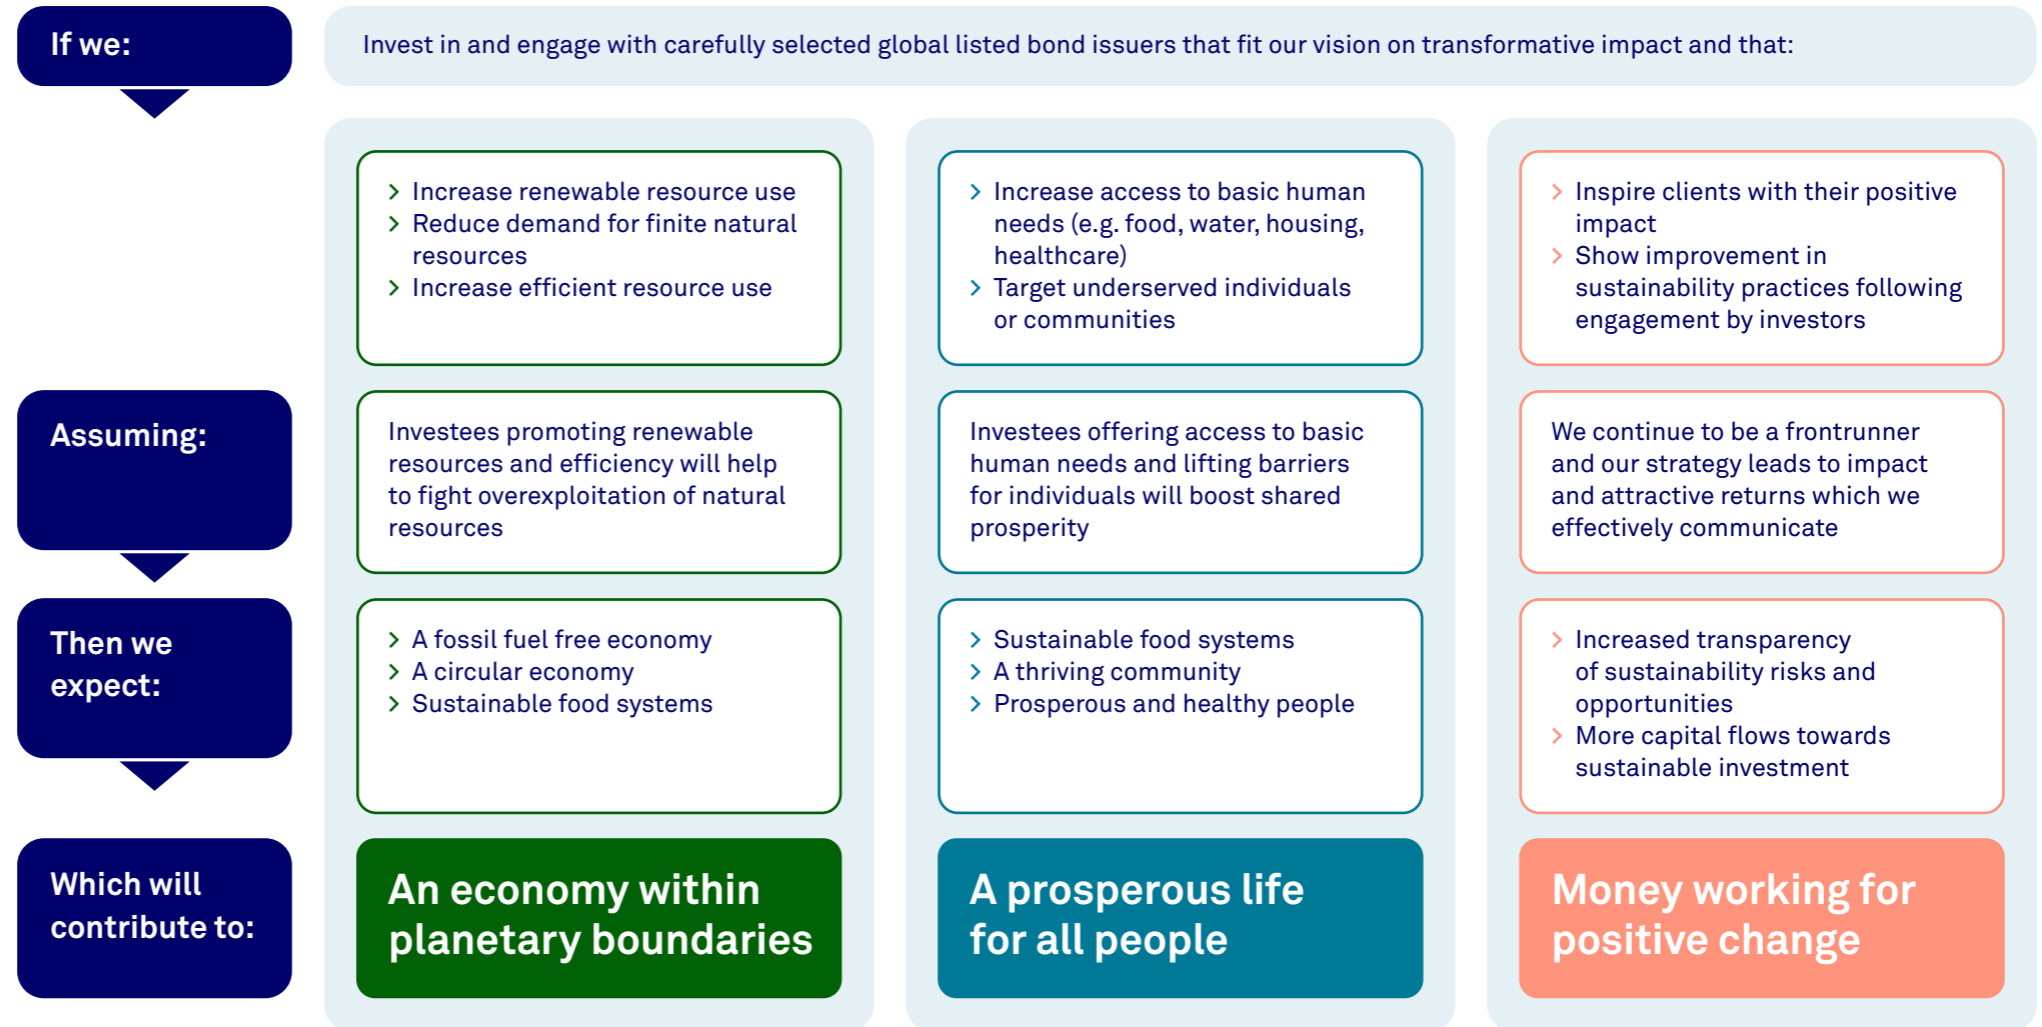 If we:
Invest in and engage with carefully selected global listed bond issuers that fit our vision on transformative impact and that:
> Increase renewable resource use
> Reduce demand for finite natural
resources
> Increase efficient resource use
> Increase access to basic human
needs (e.g. food, water, housing,
healthcare)
> Target underserved individuals
or communities
> Inspire clients with their positive
impact
> Show improvement in
sustainability practices following
engagement by investors
Assuming:
Investees promoting renewable
resources and efficiency will help
to fight overexploitation of natural
resources
Investees offering access to basic
human needs and lifting barriers
for individuals will boost shared
prosperity
We continue to be a frontrunner
and our strategy leads to impact
and attractive returns which we
effectively communicate
Then we
expect:
> A fossil fuel free economy
> A circular economy
> Sustainable food systems
> Sustainable food systems
> A thriving community
> Prosperous and healthy people
> Increased transparency
of sustainability risks and
opportunities
> More capital flows towards
sustainable investment
Which will
contribute to:
An economy within
planetary boundaries
A prosperous life
for all people
Money working for
positive change